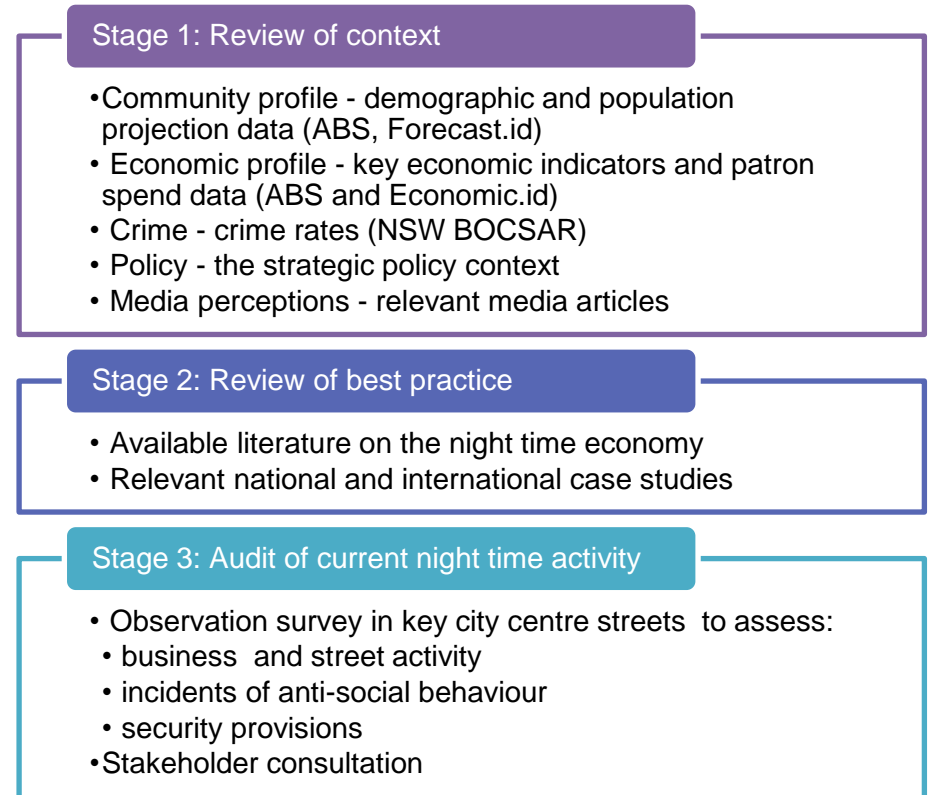 Stage 1: Review of context
•Community profile - demographic and population
projection data (ABS, Forecast.id)
• Economic profile - key economic indicators and patron
spend data (ABS and Economic.id)
• Crime - crime rates (NSW BOCSAR)
• Policy - the strategic policy context
• Media perceptions - relevant media articles
Stage 2: Review of best practice
• Available literature on the night time economy
• Relevant national and international case studies
Stage 3: Audit of current night time activity
• Observation survey in key city centre streets  to assess:
• business  and street activity
• incidents of anti-social behaviour
• security provisions
•Stakeholder consultation